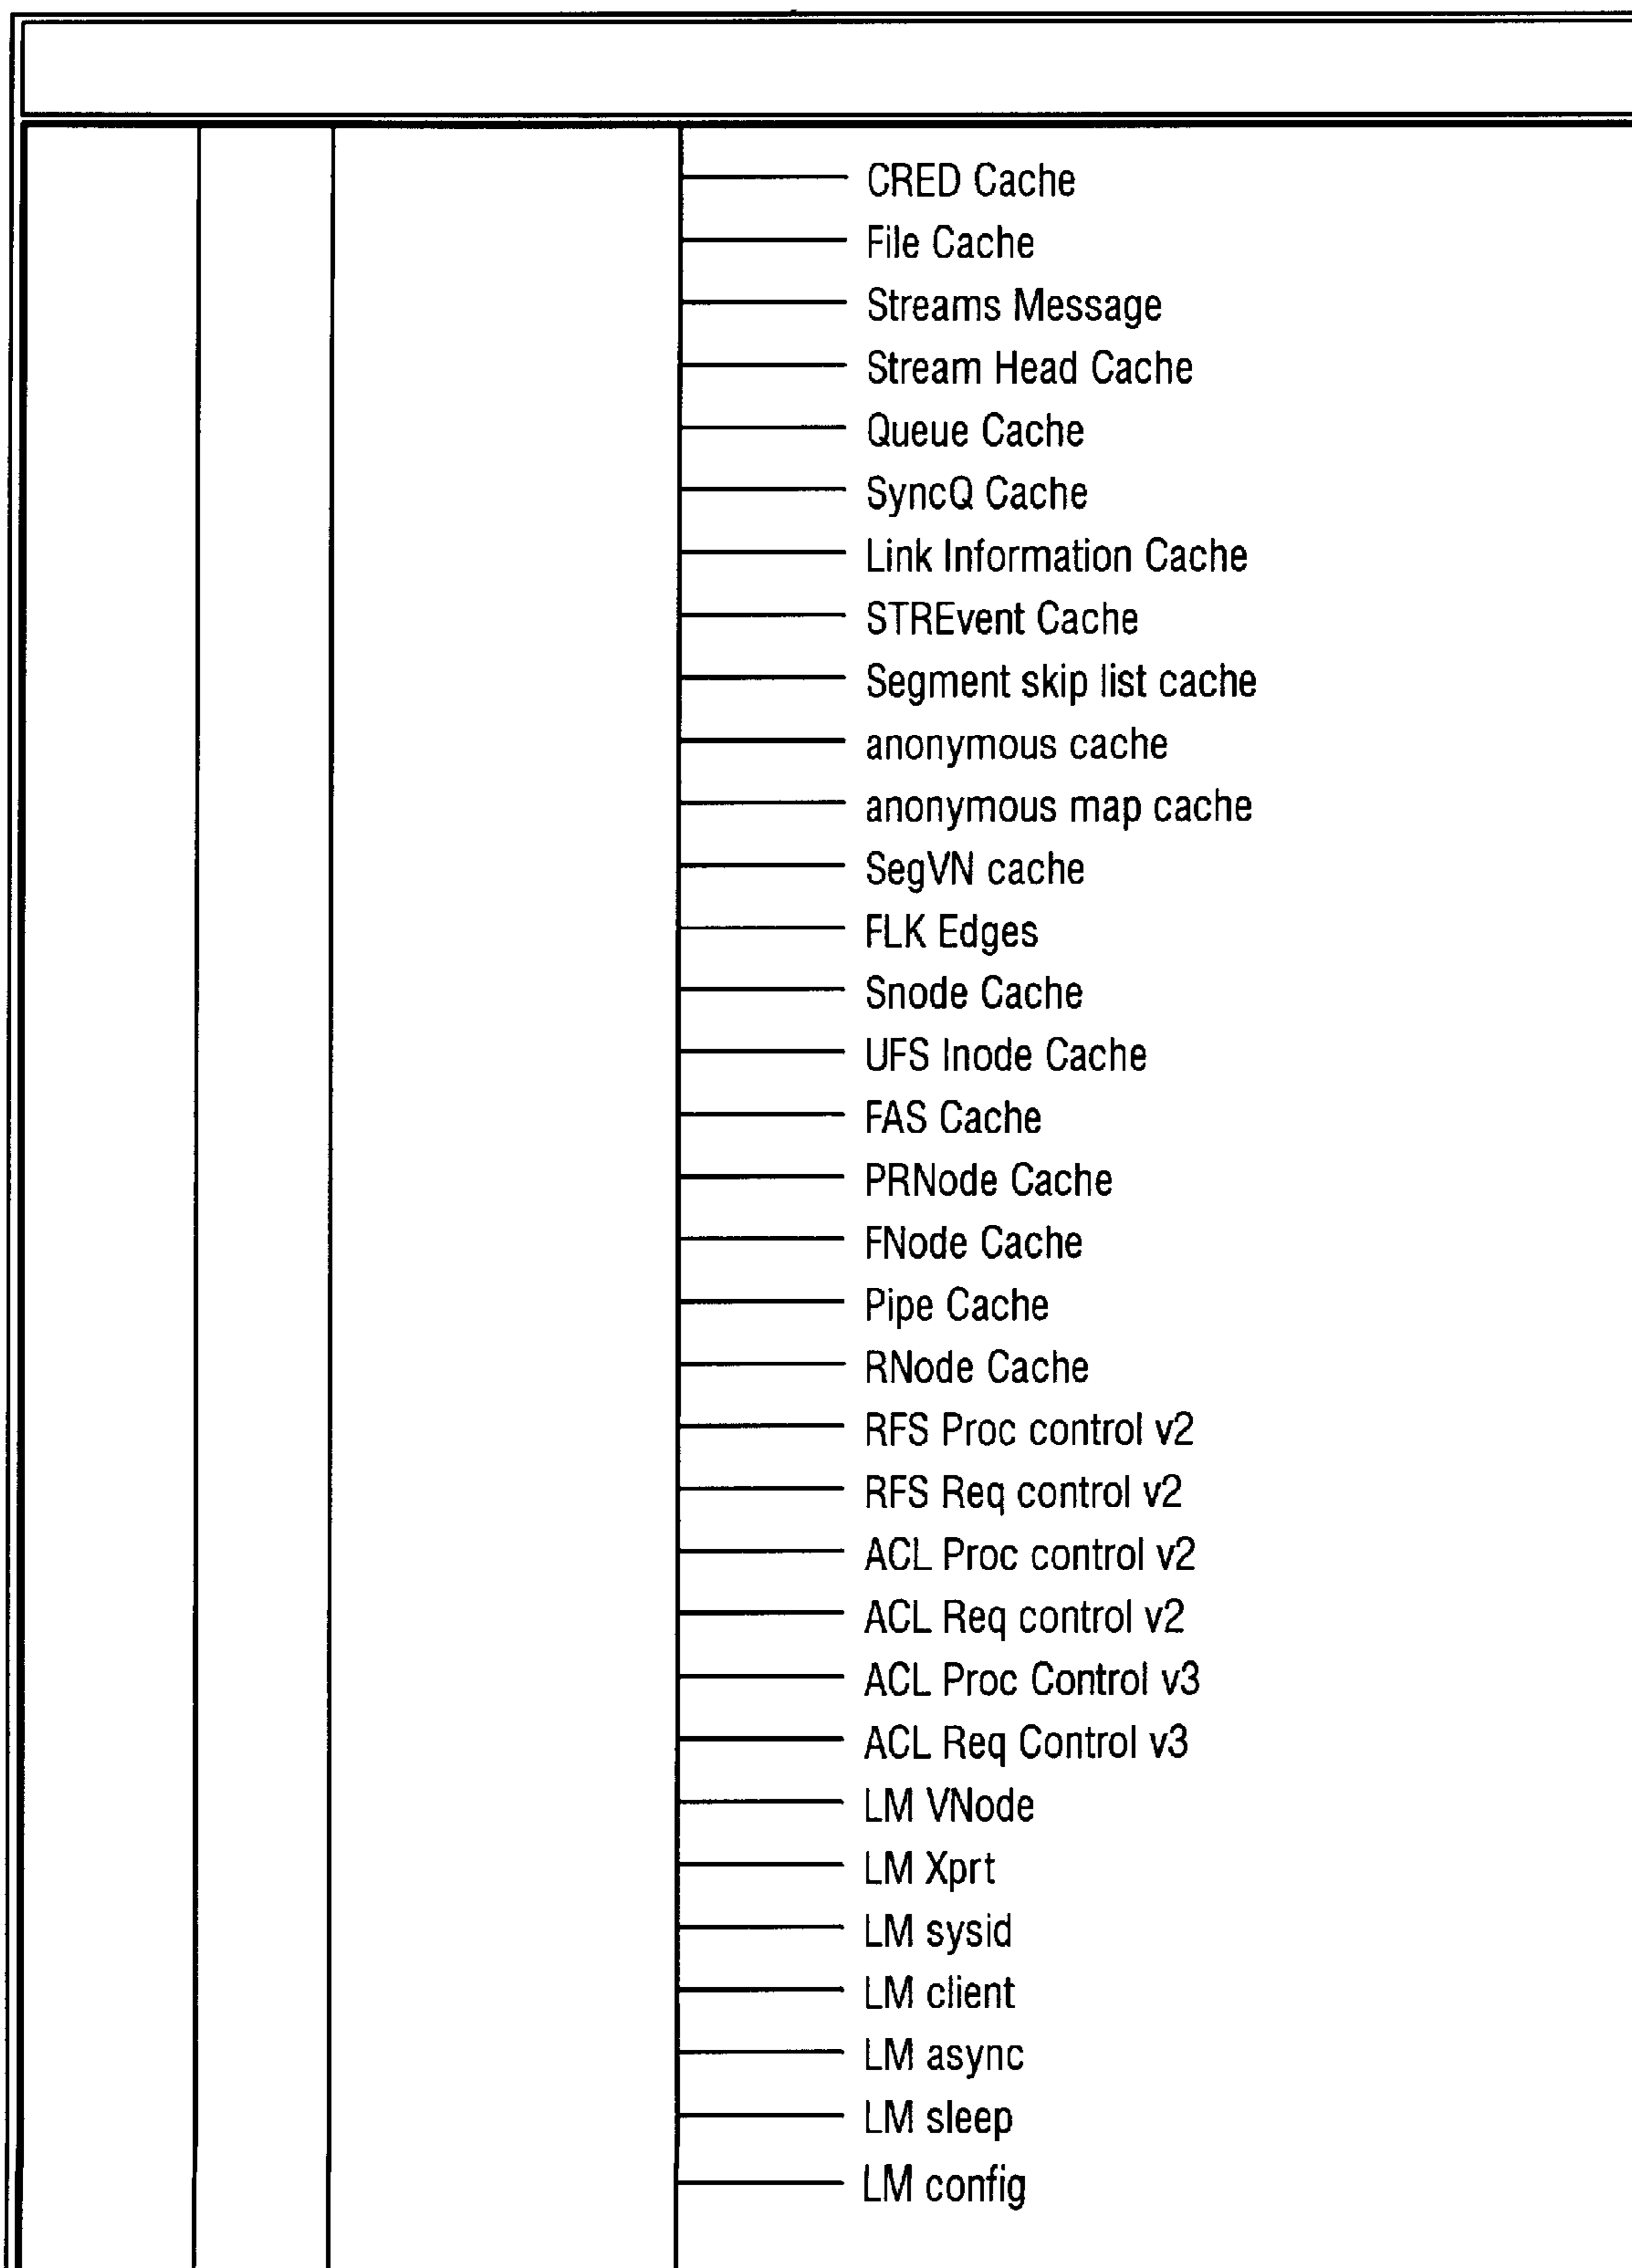 CRED Cache
File Cache
Streams Message
Stream Head Cache
Queue Cache
SyncQ Cache
Link Information Cache
STREvent Cache
Segment skip list cache
anonymous cache
anonymous map cache
SegVN cache
FLK Edges
Snode Cache
UFS Inode Cache
FAS Cache
PRNode Cache
FNode Cache
Pipe Cache
RNode Cache
RFS Proc control v2
RFS Req control v2
ACL Proc control v2
ACL Req control v2
ACL Proc Control v3
ACL Req Control v3
LM VNode
LM Xprt
LM sysid
LM client
LM async
LM sleep
LM config